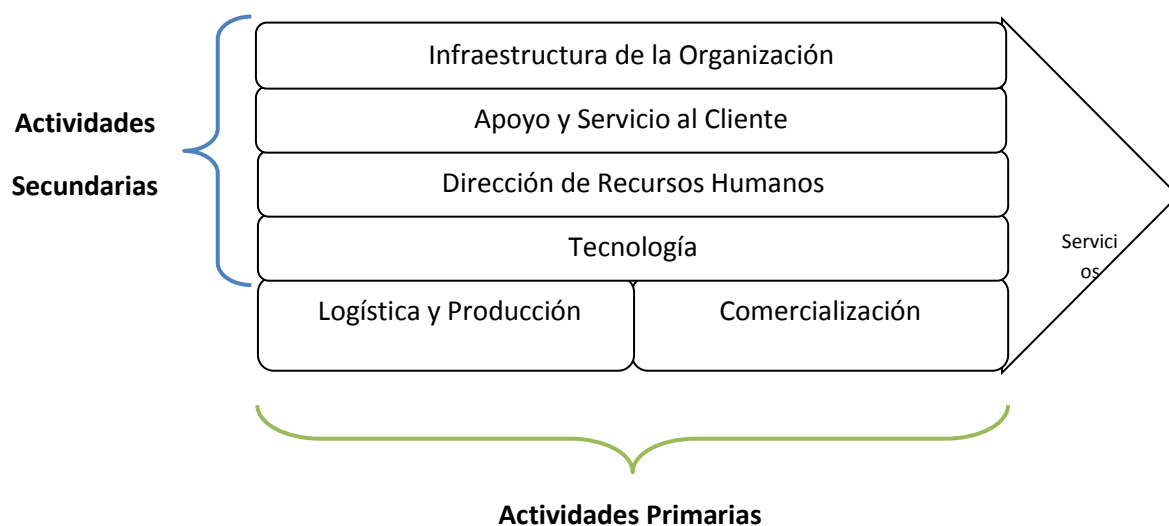 Infraestructura de la Organización
Apoyo y Servicio al Cliente
Actividades
Secundarias
Dirección de Recursos Humanos
Tecnología
Servici
os
Logística y Producción
Comercialización
Actividades Primarias